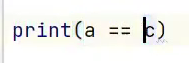 print(a == c)